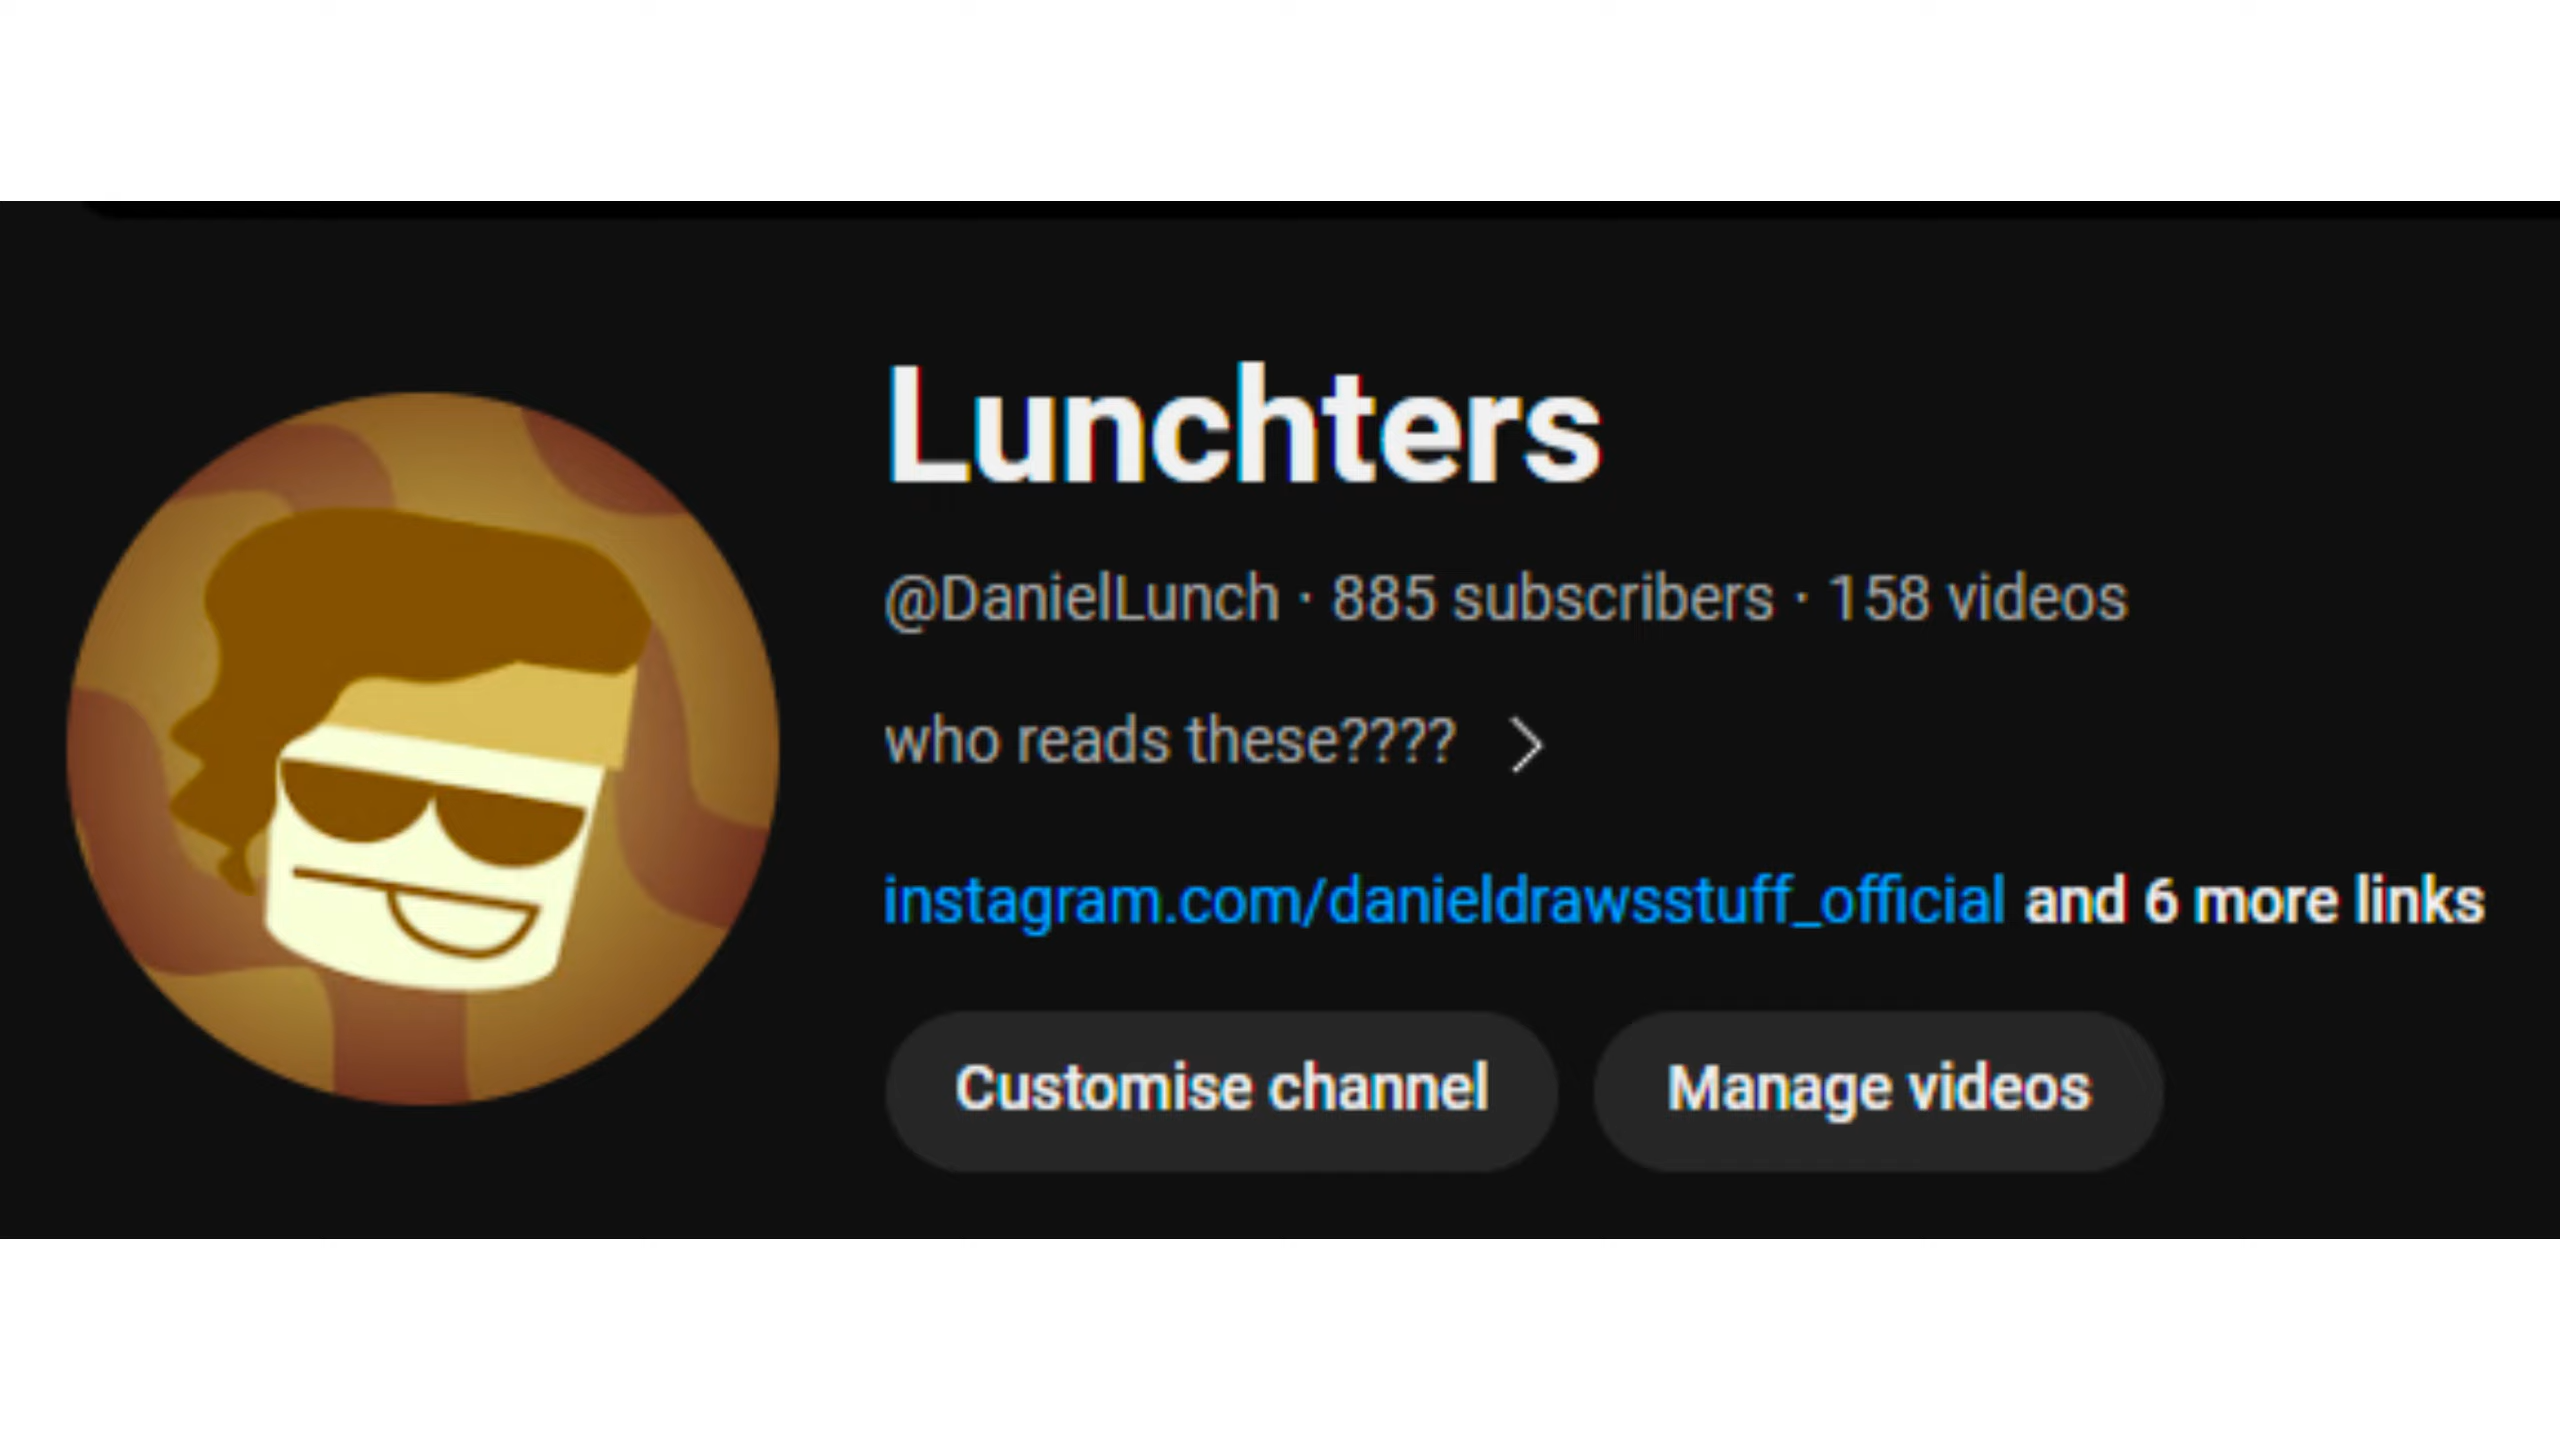 Lunchters
@DanielLunch · 885 subscribers · 158 videos
who reads these????
instagram.com/danieldrawsstuff_official and 6 more links
Customise channel
Manage videos